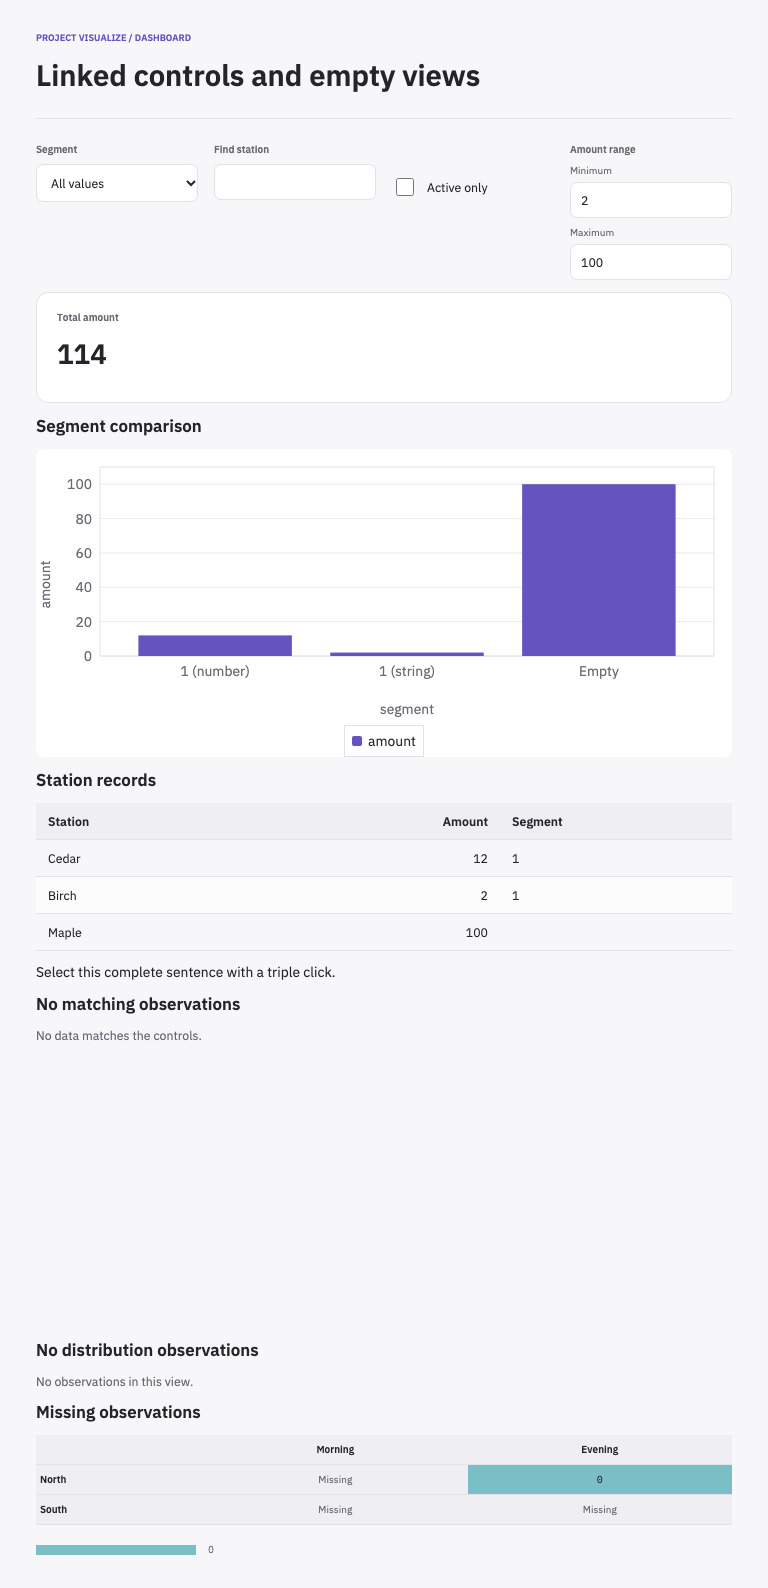 PROJECT VISUALIZE / DASHBOARD
Linked controls and empty views
Segment
All values
Find station
Active only
Amount range
Minimum
2
Maximum
100
Total amount
114
Segment comparison
100
80
60
40
20
0
amount
1 (number) 1 (string) Empty
segment
amount
Station records
Station Amount Segment
Cedar 12 1
Birch 2 1
Maple 100
Select this complete sentence with a triple click.
No matching observations
No data matches the controls.
No distribution observations
No observations in this view.
Missing observations
Morning Evening
North Missing 0
South Missing Missing
0